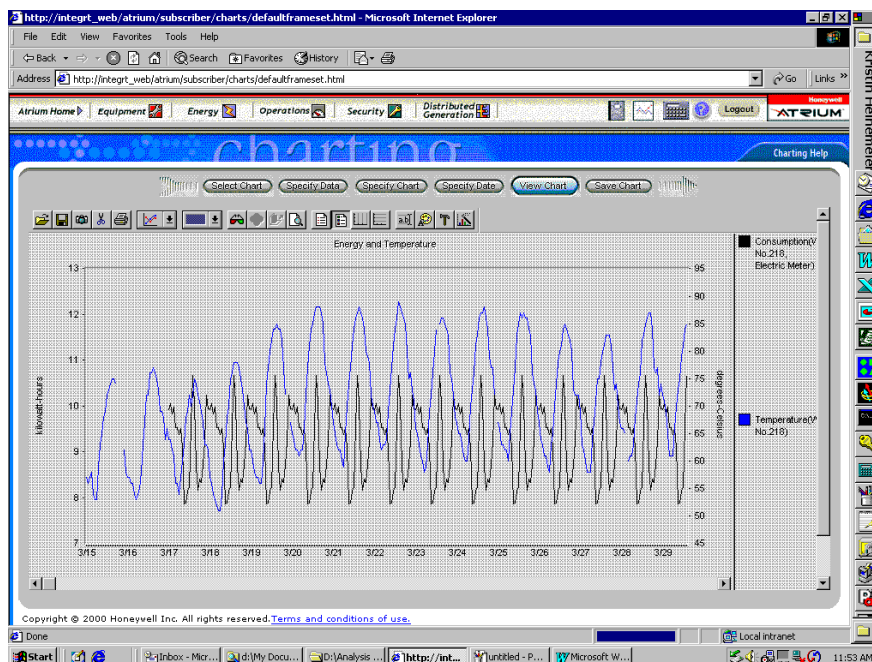 http://integrt_web/atrium/subscriber/charts/defaultframeset.html - Microsoft Internet Explorer
File Edit View Favorites Tools Help
Back Search Favorites History
Address http://integrt_web/atrium/subscriber/charts/defaultframeset.html Go Links »
Honeywell
Atrium Home Equipment Energy Operations Security Distributed Generation Logout ATRIUM
charting
Charting Help
Select Chart Specify Data Specify Chart Specify Date View Chart Save Chart
Energy and Temperature
Consumption(V
No.218,
Electric Meter)
13
12
11
10
9
8
7
kilowatt-hours
95
90
85
80
75
70
65
60
55
50
45
degrees-Celsius
Temperature(V
No.218)
3/15 3/16 3/17 3/18 3/19 3/20 3/21 3/22 3/23 3/24 3/25 3/26 3/27 3/28 3/29
Copyright © 2000 Honeywell Inc. All rights reserved. Terms and conditions of use.
Done Local intranet
Start Inbox - Micr... d:\My Docu... D:\Analysis ... http://int... untitled - P... Microsoft W... 11:53 AM